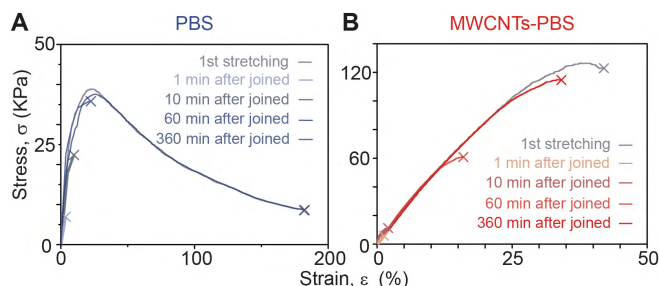 A
PBS
50
25
0
Stress, σ (KPa)
1st stretching
1 min after joined
10 min after joined
60 min after joined
360 min after joined
0
100
200
B
MWCNTs-PBS
120
60
0
1st stretching
1 min after joined
10 min after joined
60 min after joined
360 min after joined
0
25
50
Strain, ε (%)